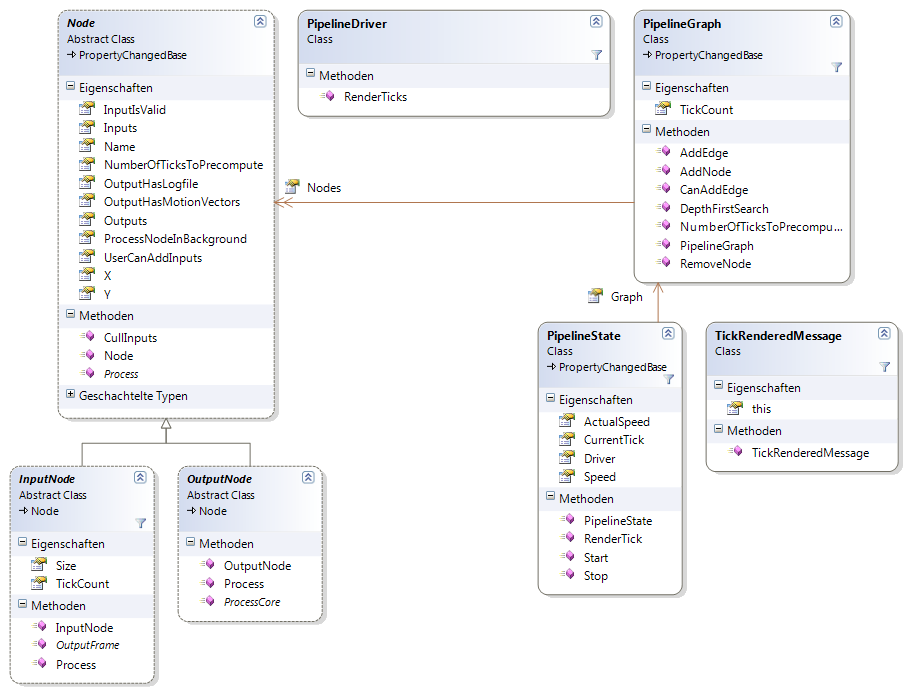 Node
Abstract Class
PropertyChangedBase
Eigenschaften
InputIsValid
Inputs
Name
NumberOfTicksToPrecompute
OutputHasLogfile
OutputHasMotionVectors
Outputs
ProcessNodeInBackground
UserCanAddInputs
X
Y
Methoden
CullInputs
Node
Process
Geschachtelte Typen
PipelineDriver
Class
Methoden
RenderTicks
PipelineGraph
Class
PropertyChangedBase
Eigenschaften
TickCount
Methoden
AddEdge
AddNode
CanAddEdge
DepthFirstSearch
NumberOfTicksToPrecompu...
PipelineGraph
RemoveNode
Nodes
Graph
InputNode
Abstract Class
Node
Eigenschaften
Size
TickCount
Methoden
InputNode
OutputFrame
Process
OutputNode
Abstract Class
Node
Methoden
OutputNode
Process
ProcessCore
PipelineState
Class
PropertyChangedBase
Eigenschaften
ActualSpeed
CurrentTick
Driver
Speed
Methoden
PipelineState
RenderTick
Start
Stop
TickRenderedMessage
Class
Eigenschaften
this
Methoden
TickRenderedMessage